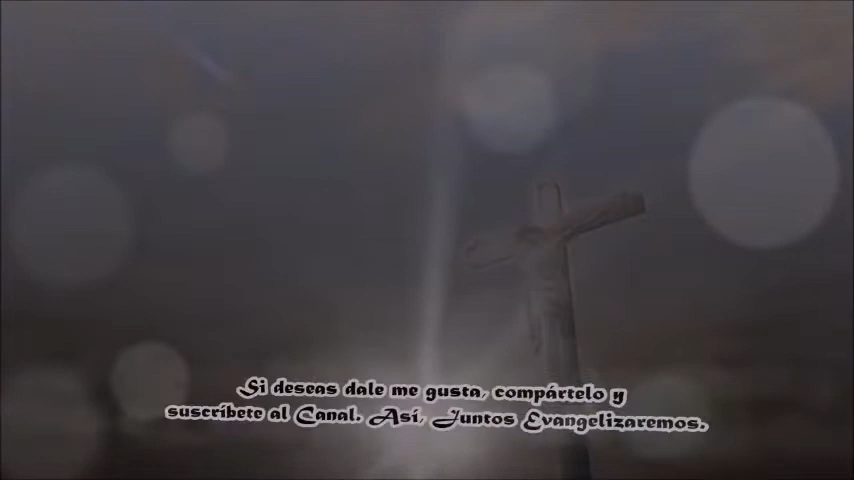 Si deseas dale me gusta, compártelo y
suscríbete al Canal. Así, Juntos Evangelizaremos.